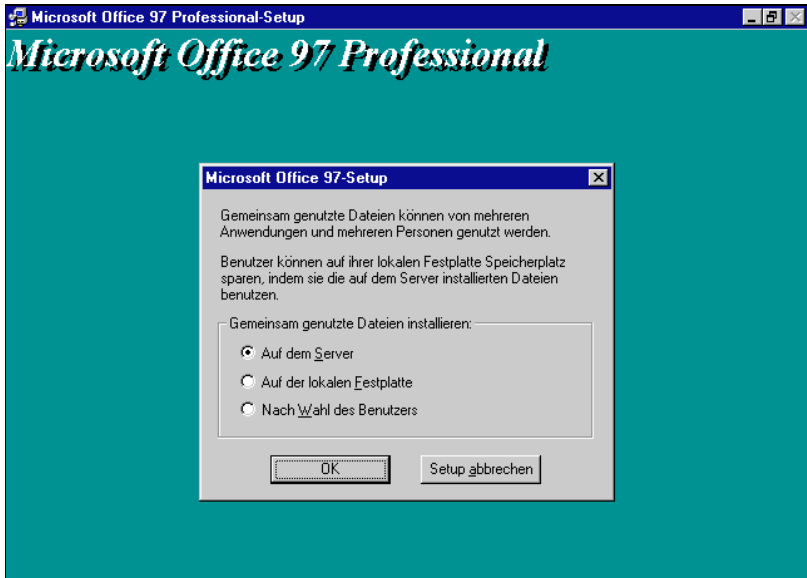 Microsoft Office 97 Professional-Setup
Microsoft Office 97 Professional
Microsoft Office 97-Setup
Gemeinsam genutzte Dateien können von mehreren
Anwendungen und mehreren Personen genutzt werden.
Benutzer können auf ihrer lokalen Festplatte Speicherplatz
sparen, indem sie die auf dem Server installierten Dateien
benutzen.
Gemeinsam genutzte Dateien installieren:
Auf dem Server
Auf der lokalen Festplatte
Nach Wahl des Benutzers
OK
Setup abbrechen